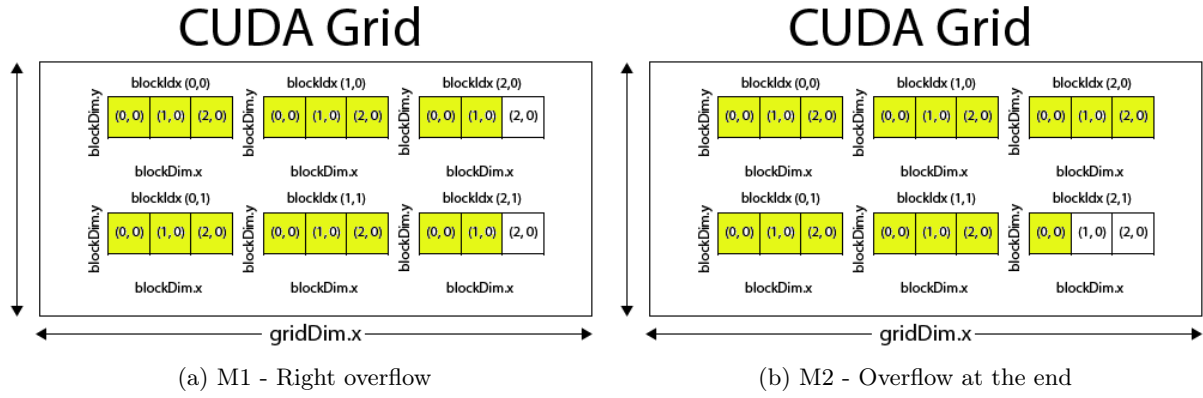 CUDA Grid
blockIdx (0,0) blockIdx (1,0) blockIdx (2,0)
blockDim.y (0, 0) (1, 0) (2, 0) blockDim.y (0, 0) (1, 0) (2, 0) blockDim.y (0, 0) (1, 0) (2, 0)
blockDim.x blockDim.x blockDim.x
blockIdx (0,1) blockIdx (1,1) blockIdx (2,1)
blockDim.y (0, 0) (1, 0) (2, 0) blockDim.y (0, 0) (1, 0) (2, 0) blockDim.y (0, 0) (1, 0) (2, 0)
blockDim.x blockDim.x blockDim.x
gridDim.x
(a) M1 - Right overflow
CUDA Grid
blockIdx (0,0) blockIdx (1,0) blockIdx (2,0)
blockDim.y (0, 0) (1, 0) (2, 0) blockDim.y (0, 0) (1, 0) (2, 0) blockDim.y (0, 0) (1, 0) (2, 0)
blockDim.x blockDim.x blockDim.x
blockIdx (0,1) blockIdx (1,1) blockIdx (2,1)
blockDim.y (0, 0) (1, 0) (2, 0) blockDim.y (0, 0) (1, 0) (2, 0) blockDim.y (0, 0) (1, 0) (2, 0)
blockDim.x blockDim.x blockDim.x
gridDim.x
(b) M2 - Overflow at the end